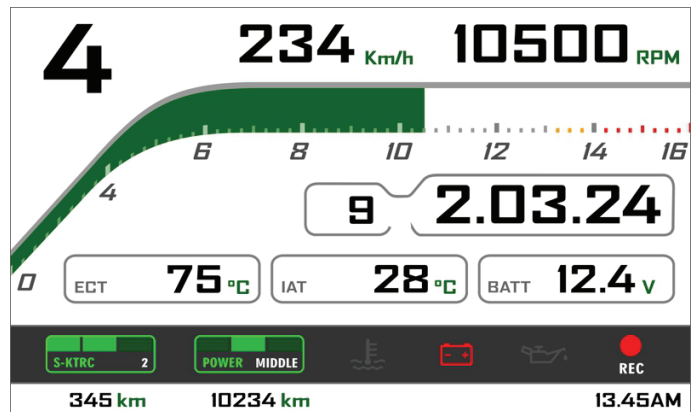 4 234 Km/h 10500 RPM
6 8 10 12 14 16
4
9 2.03.24
0 ECT 75 °C IAT 28 °C BATT 12.4 V
S-KTRC 2 POWER MIDDLE REC
345 km 10234 km 13.45AM